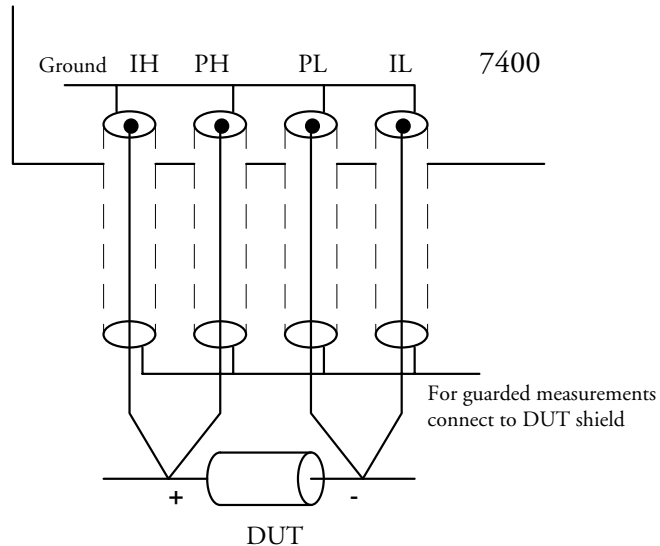 Ground IH PH PL IL 7400
For guarded measurements
connect to DUT shield
+ -
DUT